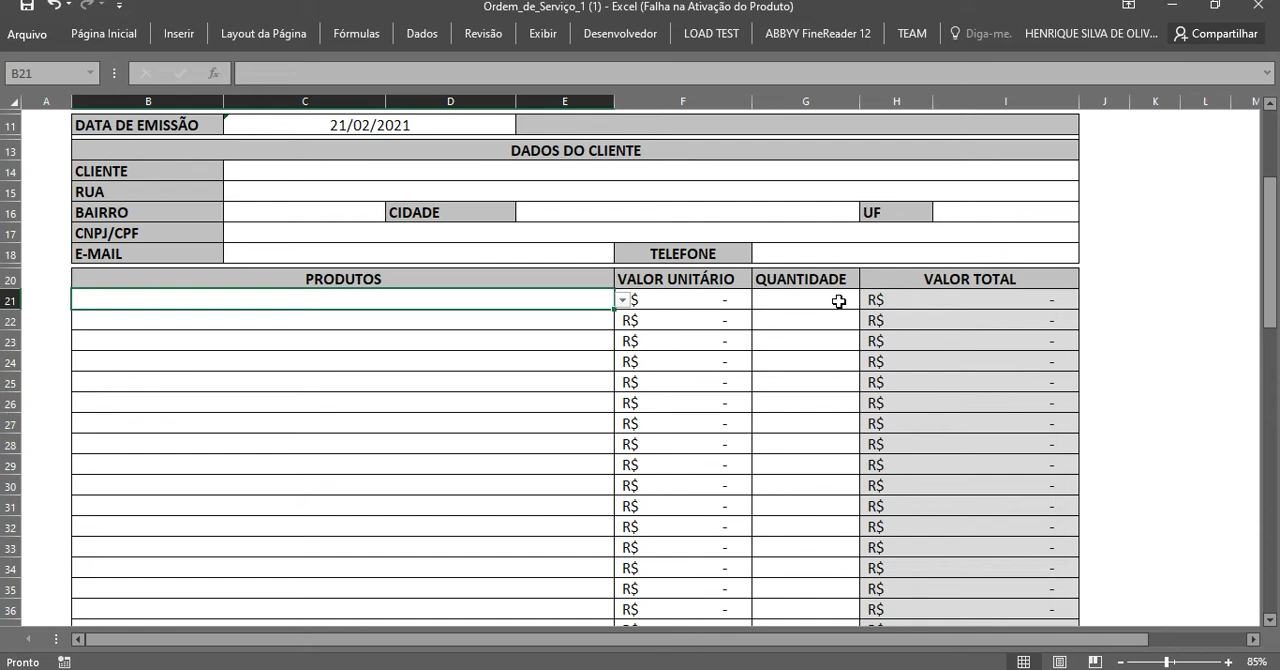 Ordem_de_Serviço_1 (1) - Excel (Falha na Ativação do Produto)
Arquivo Página Inicial Inserir Layout da Página Fórmulas Dados Revisão Exibir Desenvolvedor LOAD TEST ABBYY FineReader 12 TEAM Diga-me. HENRIQUE SILVA DE OLIV... Compartilhar
B21 fx
A B C D E F G H I J K L M
11 DATA DE EMISSÃO 21/02/2021
13 DADOS DO CLIENTE
14 CLIENTE
15 RUA
16 BAIRRO CIDADE UF
17 CNPJ/CPF
18 E-MAIL TELEFONE
20 PRODUTOS VALOR UNITÁRIO QUANTIDADE VALOR TOTAL
21 $ - R$ -
22 R$ - R$ -
23 R$ - R$ -
24 R$ - R$ -
25 R$ - R$ -
26 R$ - R$ -
27 R$ - R$ -
28 R$ - R$ -
29 R$ - R$ -
30 R$ - R$ -
31 R$ - R$ -
32 R$ - R$ -
33 R$ - R$ -
34 R$ - R$ -
35 R$ - R$ -
36 R$ - R$ -
Pronto 85%